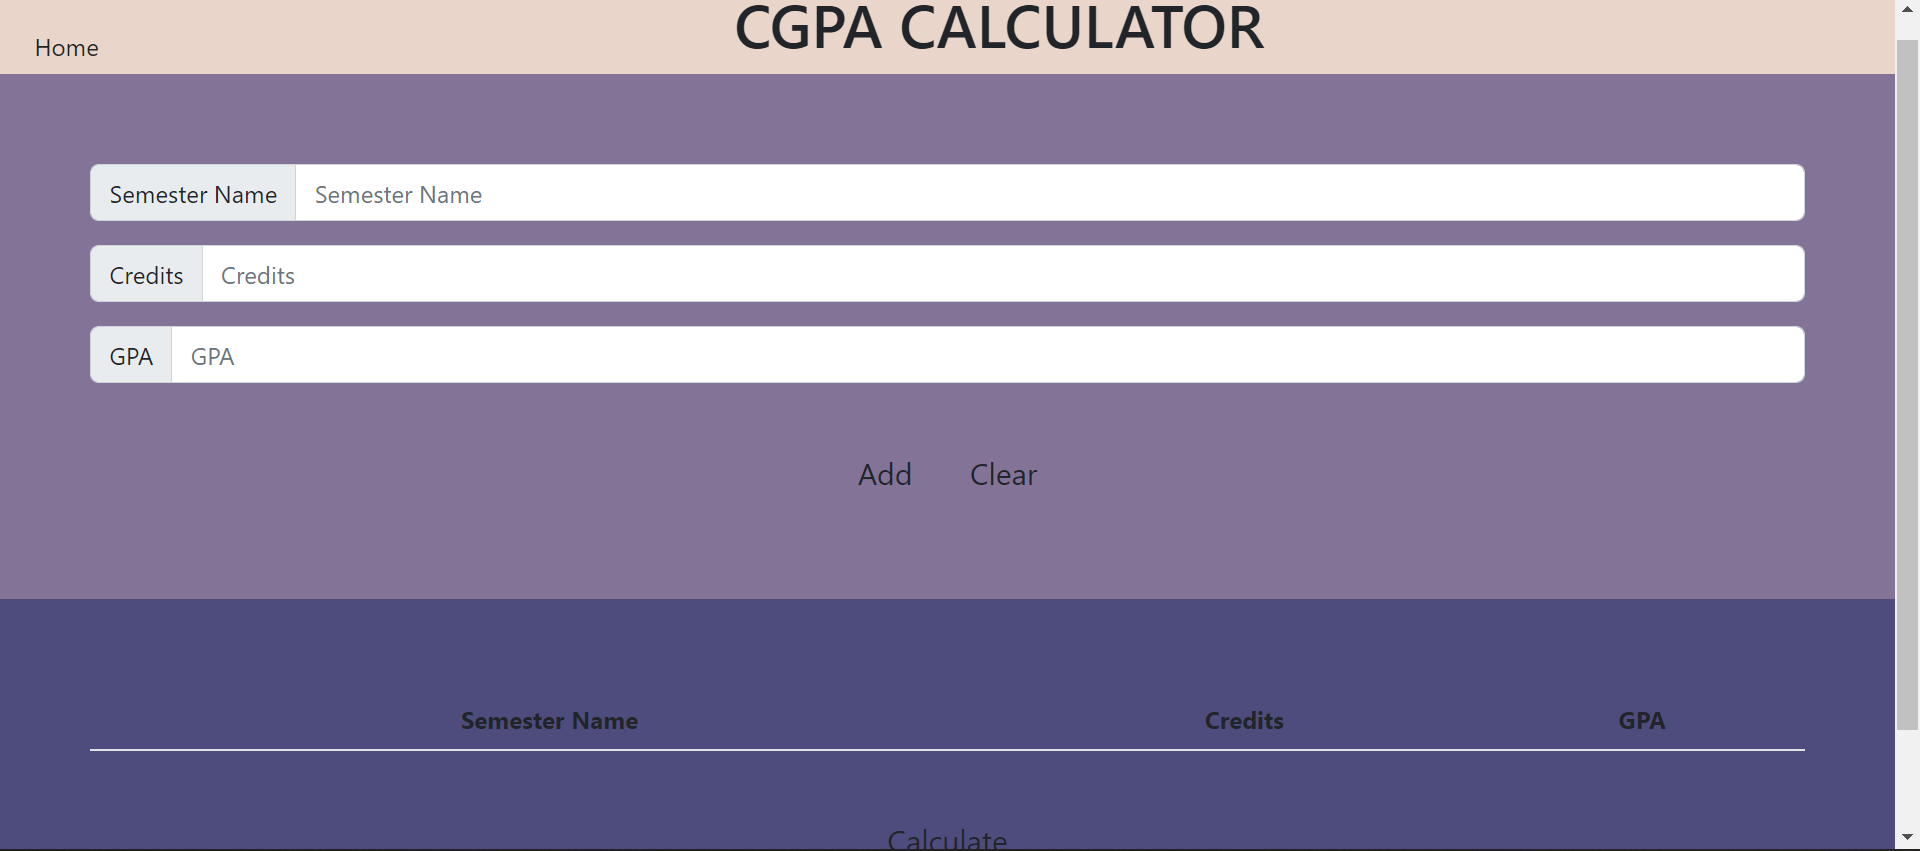 CGPA CALCULATOR
Home
Semester Name Semester Name
Credits Credits
GPA GPA
Add Clear
Semester Name Credits GPA
Calculate